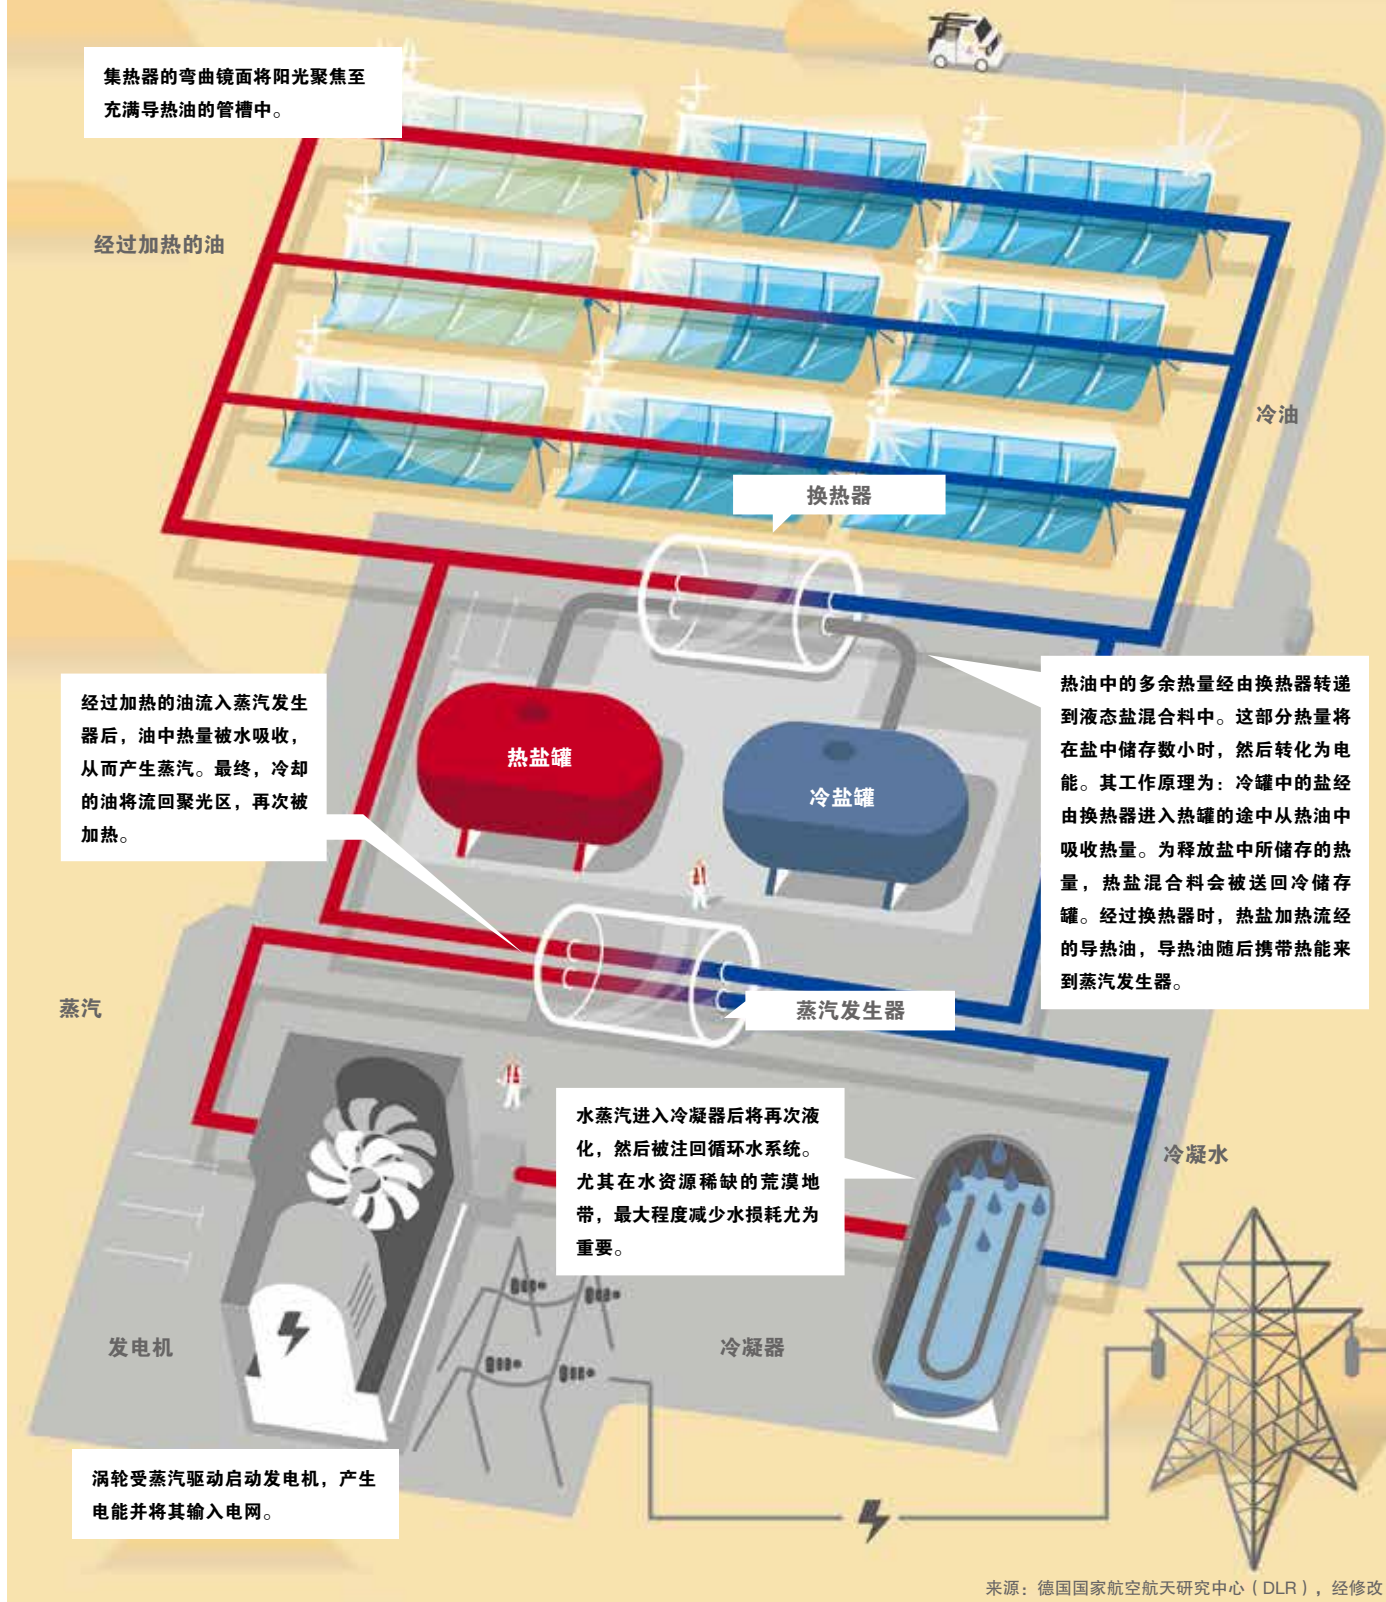 集热器的弯曲镜面将阳光聚焦至
充满导热油的管槽中。
经过加热的油
冷油
换热器
经过加热的油流入蒸汽发生
器后，油中热量被水吸收，
从而产生蒸汽。最终，冷却
的油将流回聚光区，再次被
加热。
热盐罐
冷盐罐
热油中的多余热量经由换热器转递
到液态盐混合料中。这部分热量将
在盐中储存数小时，然后转化为电
能。其工作原理为：冷罐中的盐经
由换热器进入热罐的途中从热油中
吸收热量。为释放盐中所储存的热
量，热盐混合料会被送回冷储存
罐。经过换热器时，热盐加热流经
的导热油，导热油随后携带热能来
到蒸汽发生器。
蒸汽
蒸汽发生器
水蒸汽进入冷凝器后将再次液
化，然后被注回循环水系统。
尤其在水资源稀缺的荒漠地
带，最大程度减少水损耗尤为
重要。
冷凝水
发电机
冷凝器
涡轮受蒸汽驱动启动发电机，产生
电能并将其输入电网。
来源：德国国家航空航天研究中心（DLR），经修改